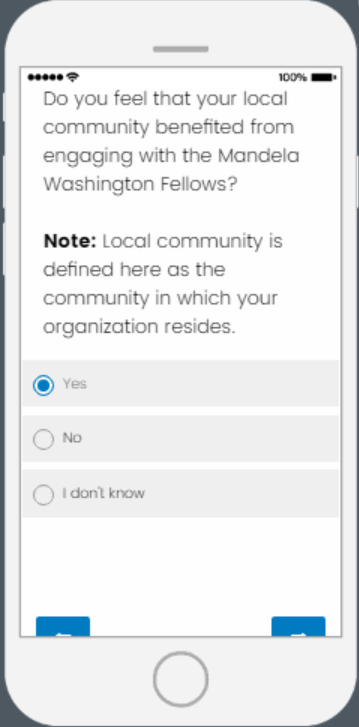 100%
Do you feel that your local
community benefited from
engaging with the Mandela
Washington Fellows?
Note: Local community is
defined here as the
community in which your
organization resides.
Yes
No
I don't know